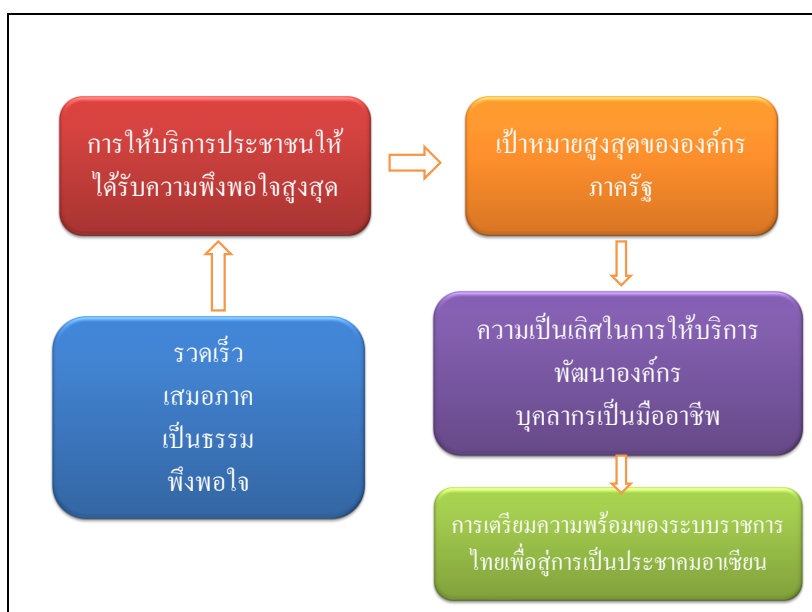 การให้บริการประชาชนให้
ได้รับความพึงพอใจสูงสุด
เป้าหมายสูงสุดขององค์กร
ภาครัฐ
รวดเร็ว
เสมอภาค
เป็นธรรม
พึงพอใจ
ความเป็นเลิศในการให้บริการ
พัฒนาองค์กร
บุคลากรเป็นมืออาชีพ
การเตรียมความพร้อมของระบบราชการ
ไทยเพื่อสู่การเป็นประชาคมอาเซียน